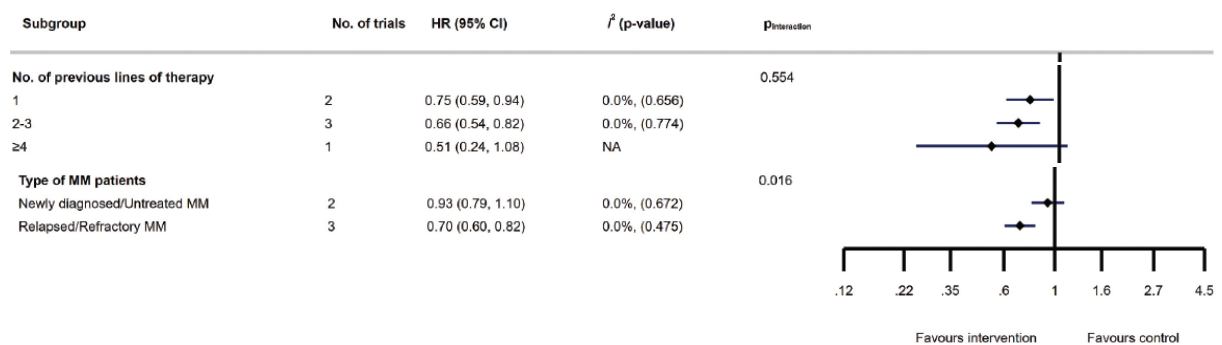 Subgroup No. of trials HR (95% CI) I² (p-value) pInteraction
No. of previous lines of therapy 0.554
1 2 0.75 (0.59, 0.94) 0.0%, (0.656)
2-3 3 0.66 (0.54, 0.82) 0.0%, (0.774)
≥4 1 0.51 (0.24, 1.08) NA
Type of MM patients 0.016
Newly diagnosed/Untreated MM 2 0.93 (0.79, 1.10) 0.0%, (0.672)
Relapsed/Refractory MM 3 0.70 (0.60, 0.82) 0.0%, (0.475)
.12 .22 .35 .6 1 1.6 2.7 4.5
Favours intervention Favours control